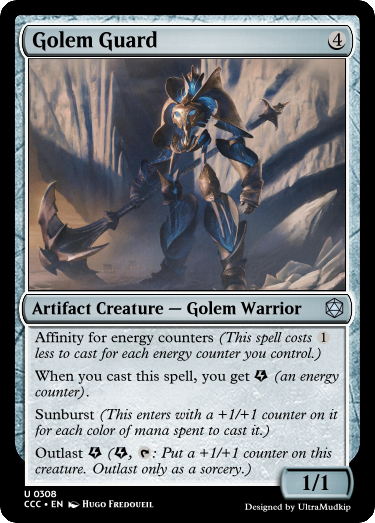 Golem Guard 4
Artifact Creature — Golem Warrior
Affinity for energy counters (This spell costs 1
less to cast for each energy counter you control.)
When you cast this spell, you get (an energy
counter).
Sunburst (This enters with a +1/+1 counter on it
for each color of mana spent to cast it.)
Outlast ( , : Put a +1/+1 counter on this
creature. Outlast only as a sorcery.)
1/1
U 0308
CCC • EN Hugo Fredoueil
Designed by UltraMudkip